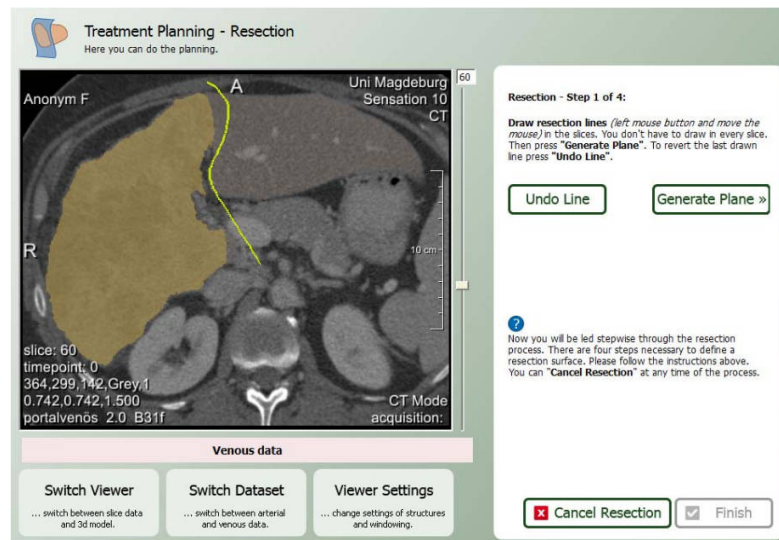 Treatment Planning - Resection
Here you can do the planning.
Anonym F
A
Uni Magdeburg
Sensation 10
CT
60
R
10 cm
slice: 60
timepoint: 0
364,299,142,Grey,1
0.742,0.742,1.500
portalvenös 2.0 B31f
CT Mode
acquisition:
Venous data
Switch Viewer
... switch between slice data
and 3d model.
Switch Dataset
... switch between arterial
and venous data.
Viewer Settings
... change settings of structures
and windowing.
Resection - Step 1 of 4:
Draw resection lines (left mouse button and move the
mouse) in the slices. You don't have to draw in every slice.
Then press "Generate Plane". To revert the last drawn
line press "Undo Line".
Undo Line
Generate Plane »
?
Now you will be led stepwise through the resection
process. There are four steps necessary to define a
resection surface. Please follow the instructions above.
You can "Cancel Resection" at any time of the process.
Cancel Resection
Finish